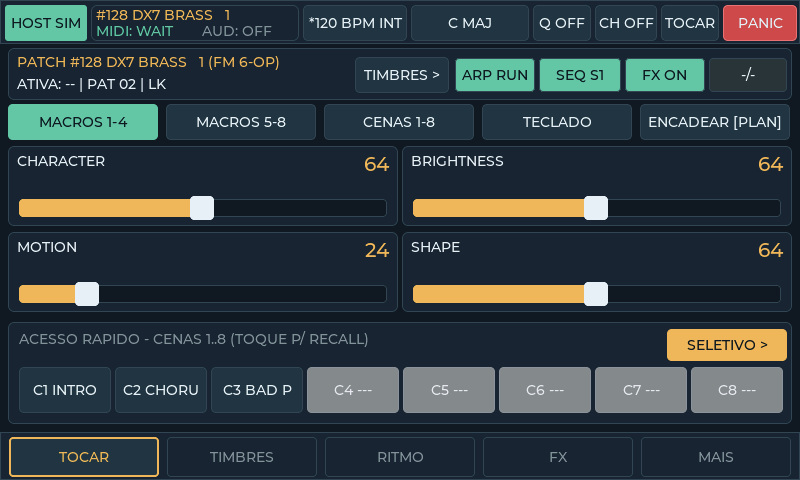 HOST SIM
#128 DX7 BRASS   1
MIDI: WAIT     AUD: OFF
*120 BPM INT
C MAJ
Q OFF
CH OFF
TOCAR
PANIC
PATCH #128 DX7 BRASS   1 (FM 6-OP)
ATIVA: -- | PAT 02 | LK
TIMBRES >
ARP RUN
SEQ S1
FX ON
-/-
MACROS 1-4
MACROS 5-8
CENAS 1-8
TECLADO
ENCADEAR [PLAN]
CHARACTER
64
BRIGHTNESS
64
MOTION
24
SHAPE
64
ACESSO RAPIDO - CENAS 1..8 (TOQUE P/ RECALL)
SELETIVO >
C1 INTRO
C2 CHORU
C3 BAD P
C4 ---
C5 ---
C6 ---
C7 ---
C8 ---
TOCAR
TIMBRES
RITMO
FX
MAIS